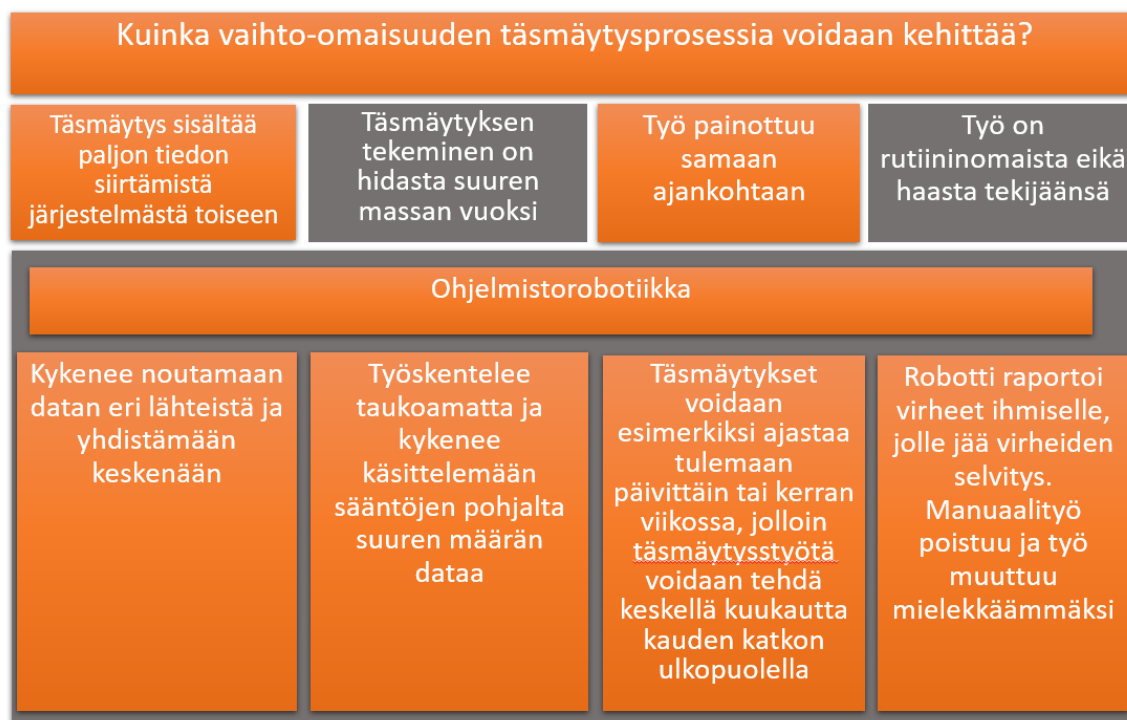 Kuinka vaihto-omaisuuden täsmäytysprosessia voidaan kehittää?
Täsmäytys sisältää
paljon tiedon
siirtämistä
järjestelmästä toiseen
Täsmäytyksen
tekeminen on
hidasta suuren
massan vuoksi
Työ painottuu
samaan
ajankohtaan
Työ on
rutiininomaista eikä
haasta tekijäänsä
Ohjelmistorobotiikka
Kykenee noutamaan
datan eri lähteistä ja
yhdistämään
keskenään
Työskentelee
taukoamatta ja
kykenee
käsittelemään
sääntöjen pohjalta
suuren määrän
dataa
Täsmäytykset
voidaan
esimerkiksi ajastaa
tulemaan
päivittäin tai kerran
viikossa, jolloin
täsmäytysstyötä
voidaan tehdä
keskellä kuukautta
kauden katkon
ulkopuolella
Robotti raportoi
virheet ihmiselle,
jolle jää virheiden
selvitys.
Manuaalityö
poistuu ja työ
muuttuu
mielekkäämmäksi